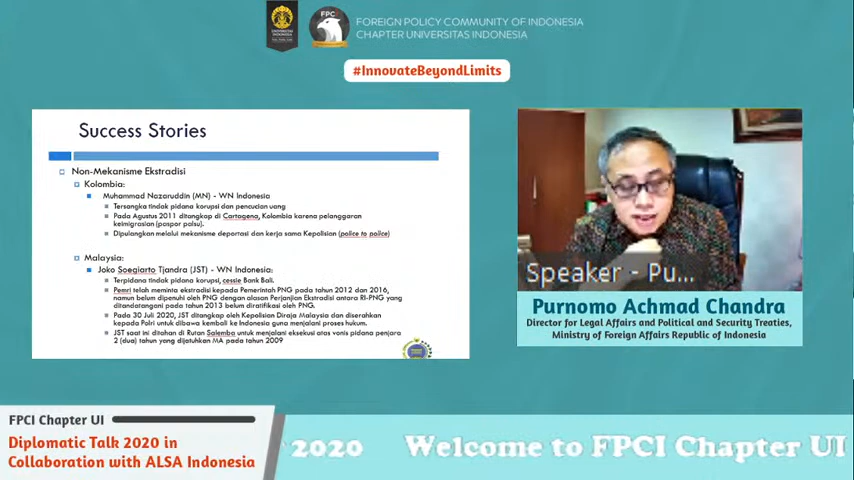 UNIVERSITAS
INDONESIA
FPC
FOREIGN POLICY COMMUNITY OF INDONESIA
CHAPTER UNIVERSITAS INDONESIA
#InnovateBeyondLimits
Success Stories
Non-Mekanisme Ekstradisi
Kolombia:
Muhammad Nazaruddin (MN) - WN Indonesia
Tersangka tindak pidana korupsi dan pencucian uang
Pada Agustus 2011 ditangkap di Cartagena, Kolombia karena pelanggaran
keimigrasian (paspor palsu).
Dipulangkan melalui mekanisme deportasi dan kerja sama Kepolisian (police to police)
Malaysia:
Joko Soegiarto Tjandra (JST) - WN Indonesia:
Terpidana tindak pidana korupsi, cessie Bank Bali.
Pemri telah meminta ekstradisi kepada Pemerintah PNG pada tahun 2012 dan 2016,
namun belum dipenuhi oleh PNG dengan alasan Perjanjian Ekstradisi antara RI-PNG yang
ditandatangani pada tahun 2013 belum diratifikasi oleh PNG.
Pada 30 Juli 2020, JST ditangkap oleh Kepolisian Diraja Malaysia dan diserahkan
kepada Polri untuk dibawa kembali ke Indonesia guna menjalani proses hukum.
JST saat ini ditahan di Rutan Salemba untuk menjalani eksekusi atas vonis pidana penjara
2 (dua) tahun yang dijatuhkan MA pada tahun 2009
Speaker - Pu...
Purnomo Achmad Chandra
Director for Legal Affairs and Political and Security Treaties,
Ministry of Foreign Affairs Republic of Indonesia
FPCI Chapter UI
Diplomatic Talk 2020 in
Collaboration with ALSA Indonesia
2020 Welcome to FPCI Chapter UI